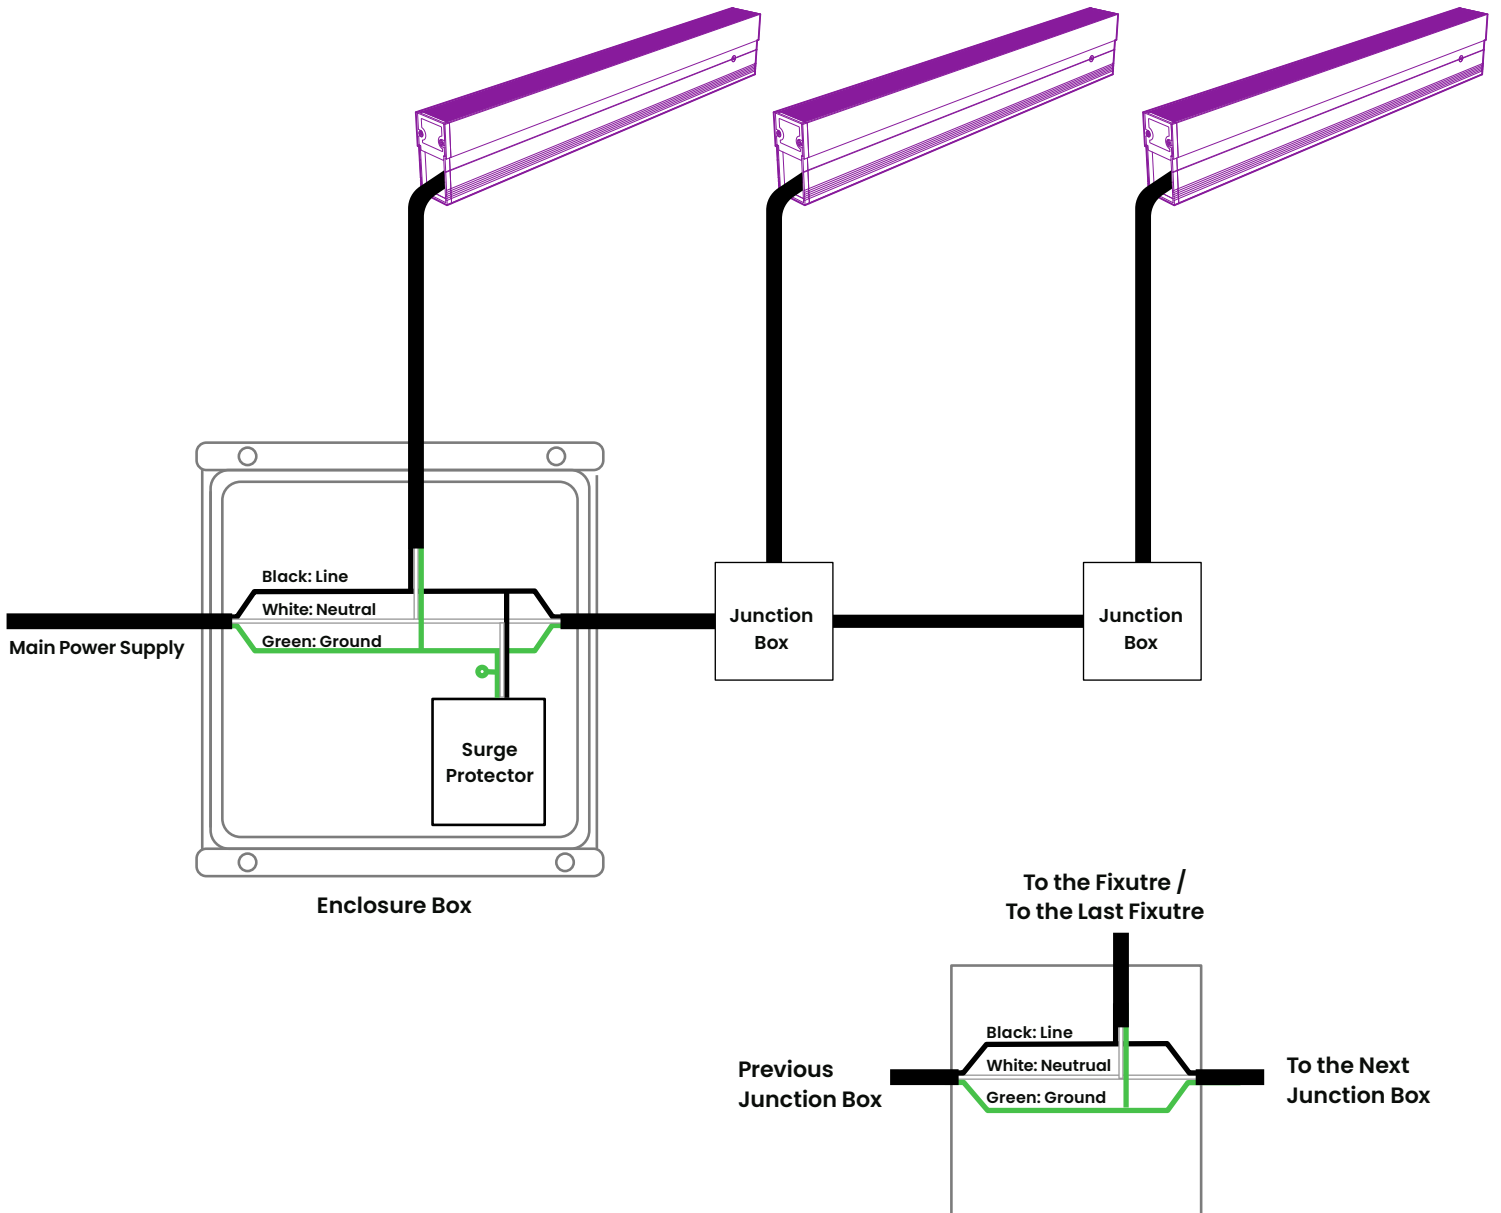 Black: Line
White: Neutral
Green: Ground
Main Power Supply
Junction
Box
Junction
Box
Surge
Protector
Enclosure Box
To the Fixutre /
To the Last Fixutre
Black: Line
White: Neutrual
Green: Ground
Previous
Junction Box
To the Next
Junction Box